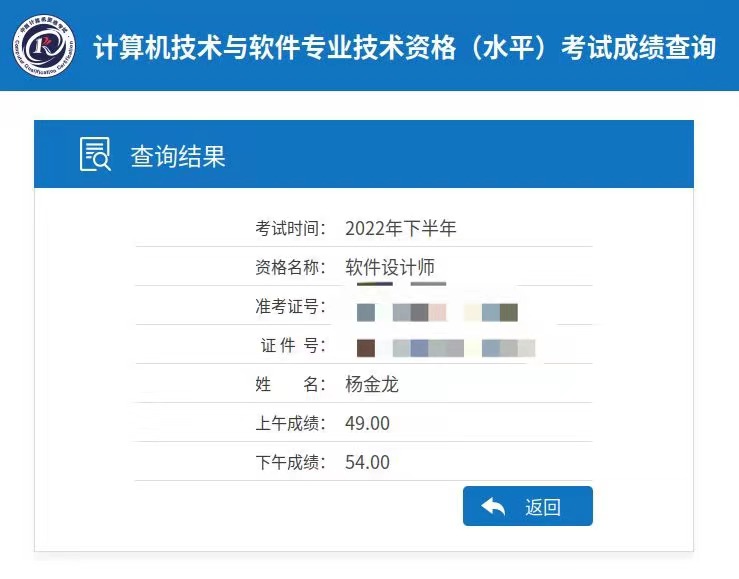 计算机技术与软件专业技术资格（水平）考试成绩查询
查询结果
考试时间： 2022年下半年
资格名称： 软件设计师
准考证号：
证 件 号：
姓 名： 杨金龙
上午成绩： 49.00
下午成绩： 54.00
返回